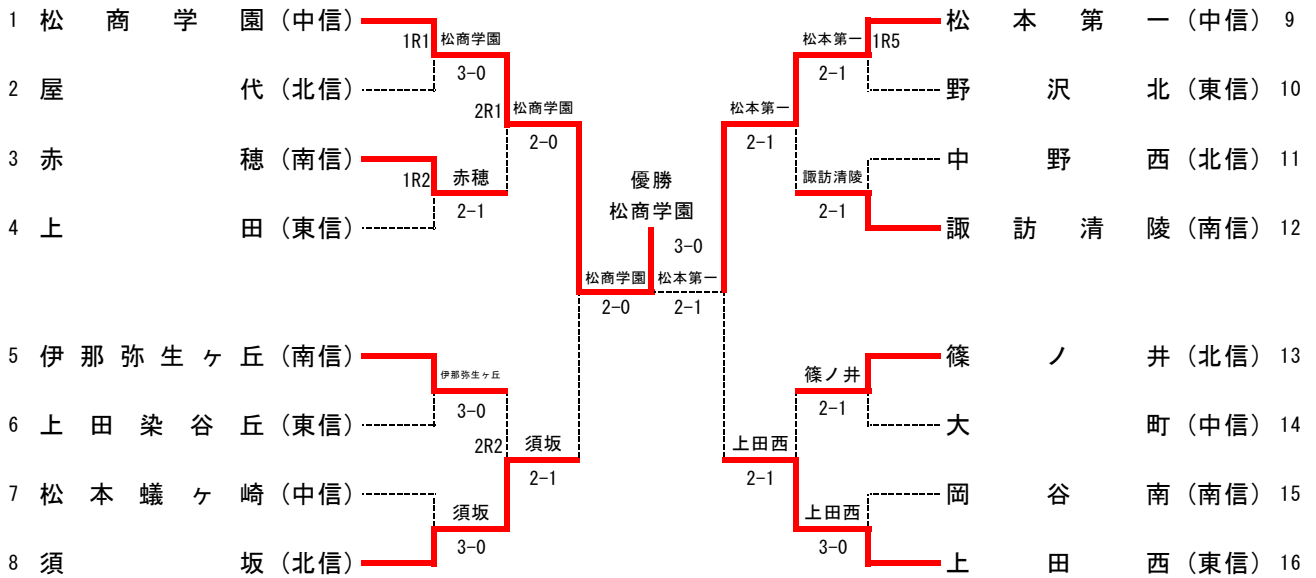 1 松商学園（中信）
1R1 松商学園
3-0
2 屋代（北信）
2R1 松商学園
2-0
3 赤穂（南信）
1R2 赤穂
2-1
4 上田（東信）
優勝
松商学園
3-0
松商学園 松本第一
2-0 2-1
5 伊那弥生ヶ丘（南信）
伊那弥生ヶ丘
3-0
6 上田染谷丘（東信）
2R2 須坂
2-1
7 松本蟻ヶ崎（中信）
須坂
3-0
8 須坂（北信）
松本第一（中信） 9
松本第一 1R5
2-1
野沢北（東信） 10
松本第一
2-1
中野西（北信） 11
諏訪清陵
2-1
諏訪清陵（南信） 12
篠ノ井（北信） 13
篠ノ井
2-1
大町（中信） 14
上田西
2-1
岡谷南（南信） 15
上田西
3-0
上田西（東信） 16